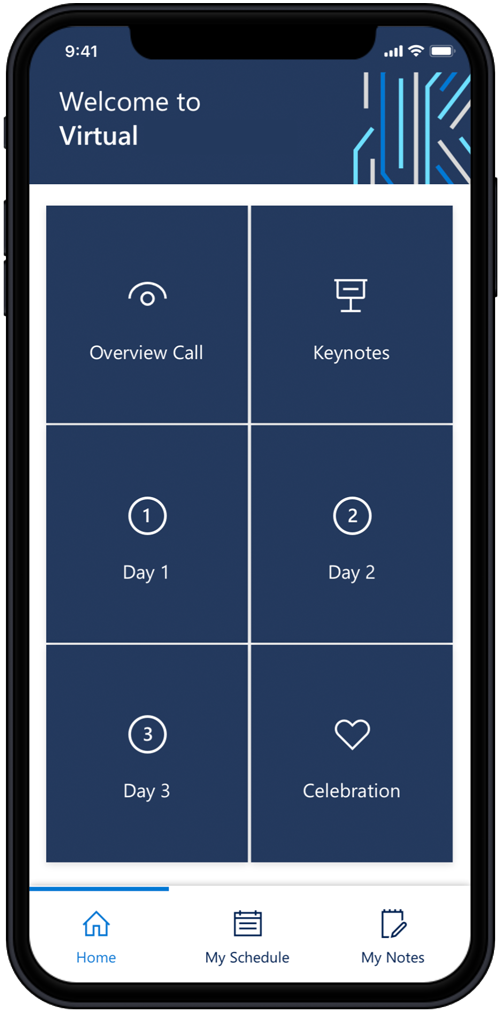 9:41
Welcome to
Virtual
Overview Call
Keynotes
1
Day 1
2
Day 2
3
Day 3
Celebration
Home
My Schedule
My Notes